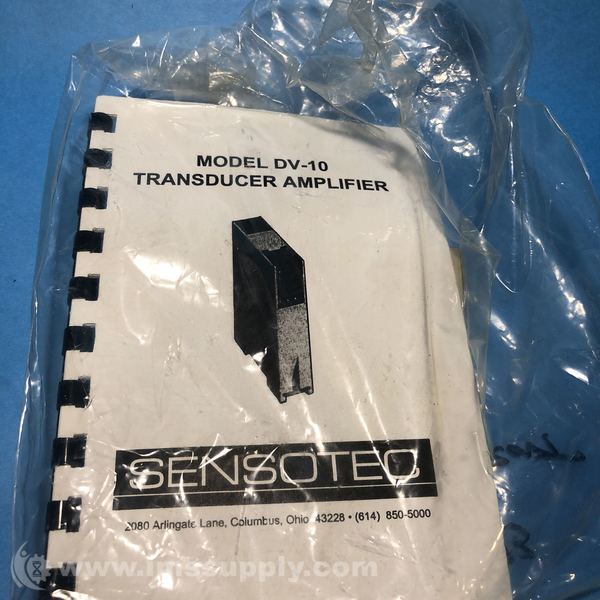 MODEL DV-10
TRANSDUCER AMPLIFIER
SENSOTEC
2080 Arlingate Lane, Columbus, Ohio 43228 • (614) 850-5000
www.imssupply.com